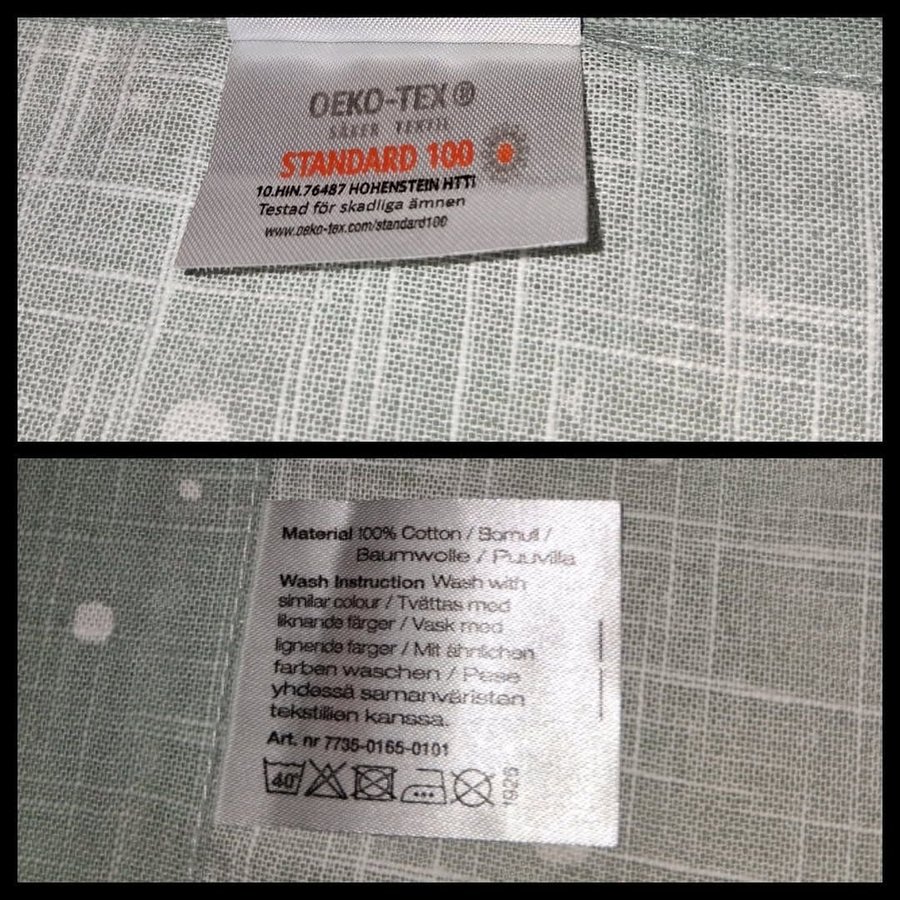 OEKO-TEX®
SÄKER TEXTIL
STANDARD 100
10.HIN.76487 HOHENSTEIN HTTI
Testad för skadliga ämnen
www.oeko-tex.com/standard100
Material 100% Cotton / Bomull /
Baumwolle / Puuvilla
Wash Instruction Wash with
similar colour / Tvättas med
liknande färger / Vask med
lignende farger / Mit ähnlichen
farben waschen / Pese
yhdessä samanväristen
tekstilien kanssa.
Art. nr 7735-0165-0101
40°
1926